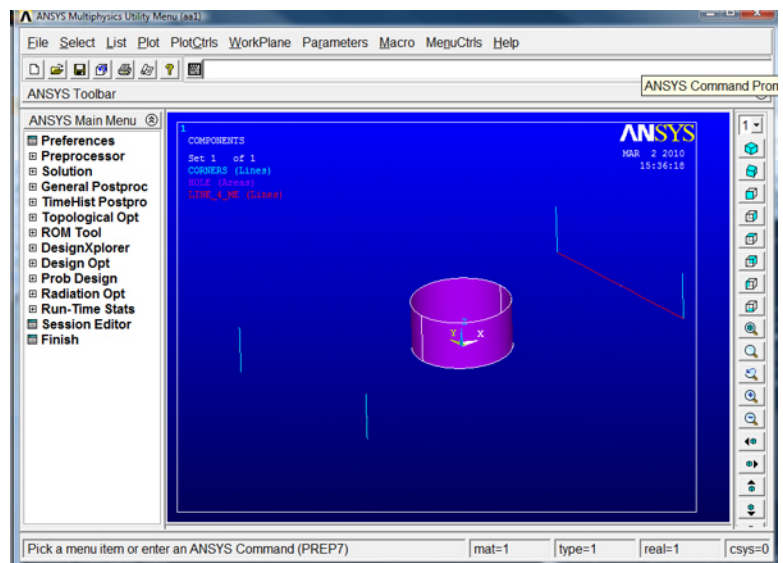 ANSYS Multiphysics Utility Menu (aa1)
File Select List Plot PlotCtrls WorkPlane Parameters Macro MenuCtrls Help
ANSYS Command Pron
ANSYS Toolbar
ANSYS Main Menu
Preferences
Preprocessor
Solution
General Postproc
TimeHist Postpro
Topological Opt
ROM Tool
DesignXplorer
Design Opt
Prob Design
Radiation Opt
Run-Time Stats
Session Editor
Finish
1
COMPONENTS
Set 1 of 1
CORNERS (Lines)
HOLE (Areas)
LINE_4_ME (Lines)
ANSYS
MAR 2 2010
15:36:18
Z
Y X
1
Pick a menu item or enter an ANSYS Command (PREP7)
mat=1
type=1
real=1
csys=0